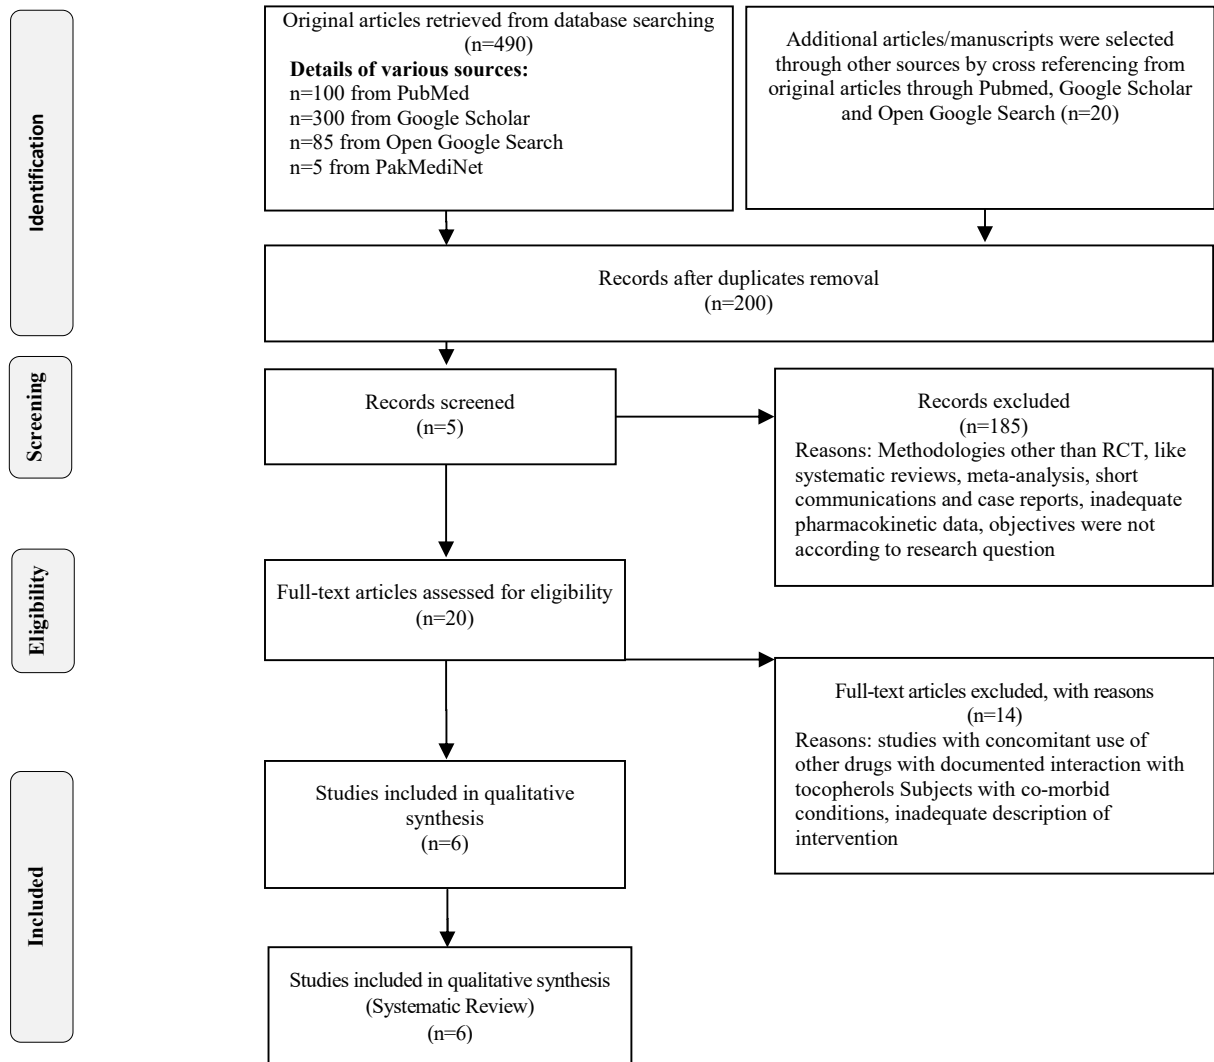 Identification
Original articles retrieved from database searching
(n=490)
Details of various sources:
n=100 from PubMed
n=300 from Google Scholar
n=85 from Open Google Search
n=5 from PakMediNet
Additional articles/manuscripts were selected
through other sources by cross referencing from
original articles through Pubmed, Google Scholar
and Open Google Search (n=20)
Records after duplicates removal
(n=200)
Screening
Records screened
(n=5)
Records excluded
(n=185)
Reasons: Methodologies other than RCT, like
systematic reviews, meta-analysis, short
communications and case reports, inadequate
pharmacokinetic data, objectives were not
according to research question
Eligibility
Full-text articles assessed for eligibility
(n=20)
Full-text articles excluded, with reasons
(n=14)
Reasons: studies with concomitant use of
other drugs with documented interaction with
tocopherols Subjects with co-morbid
conditions, inadequate description of
intervention
Included
Studies included in qualitative
synthesis
(n=6)
Studies included in qualitative synthesis
(Systematic Review)
(n=6)